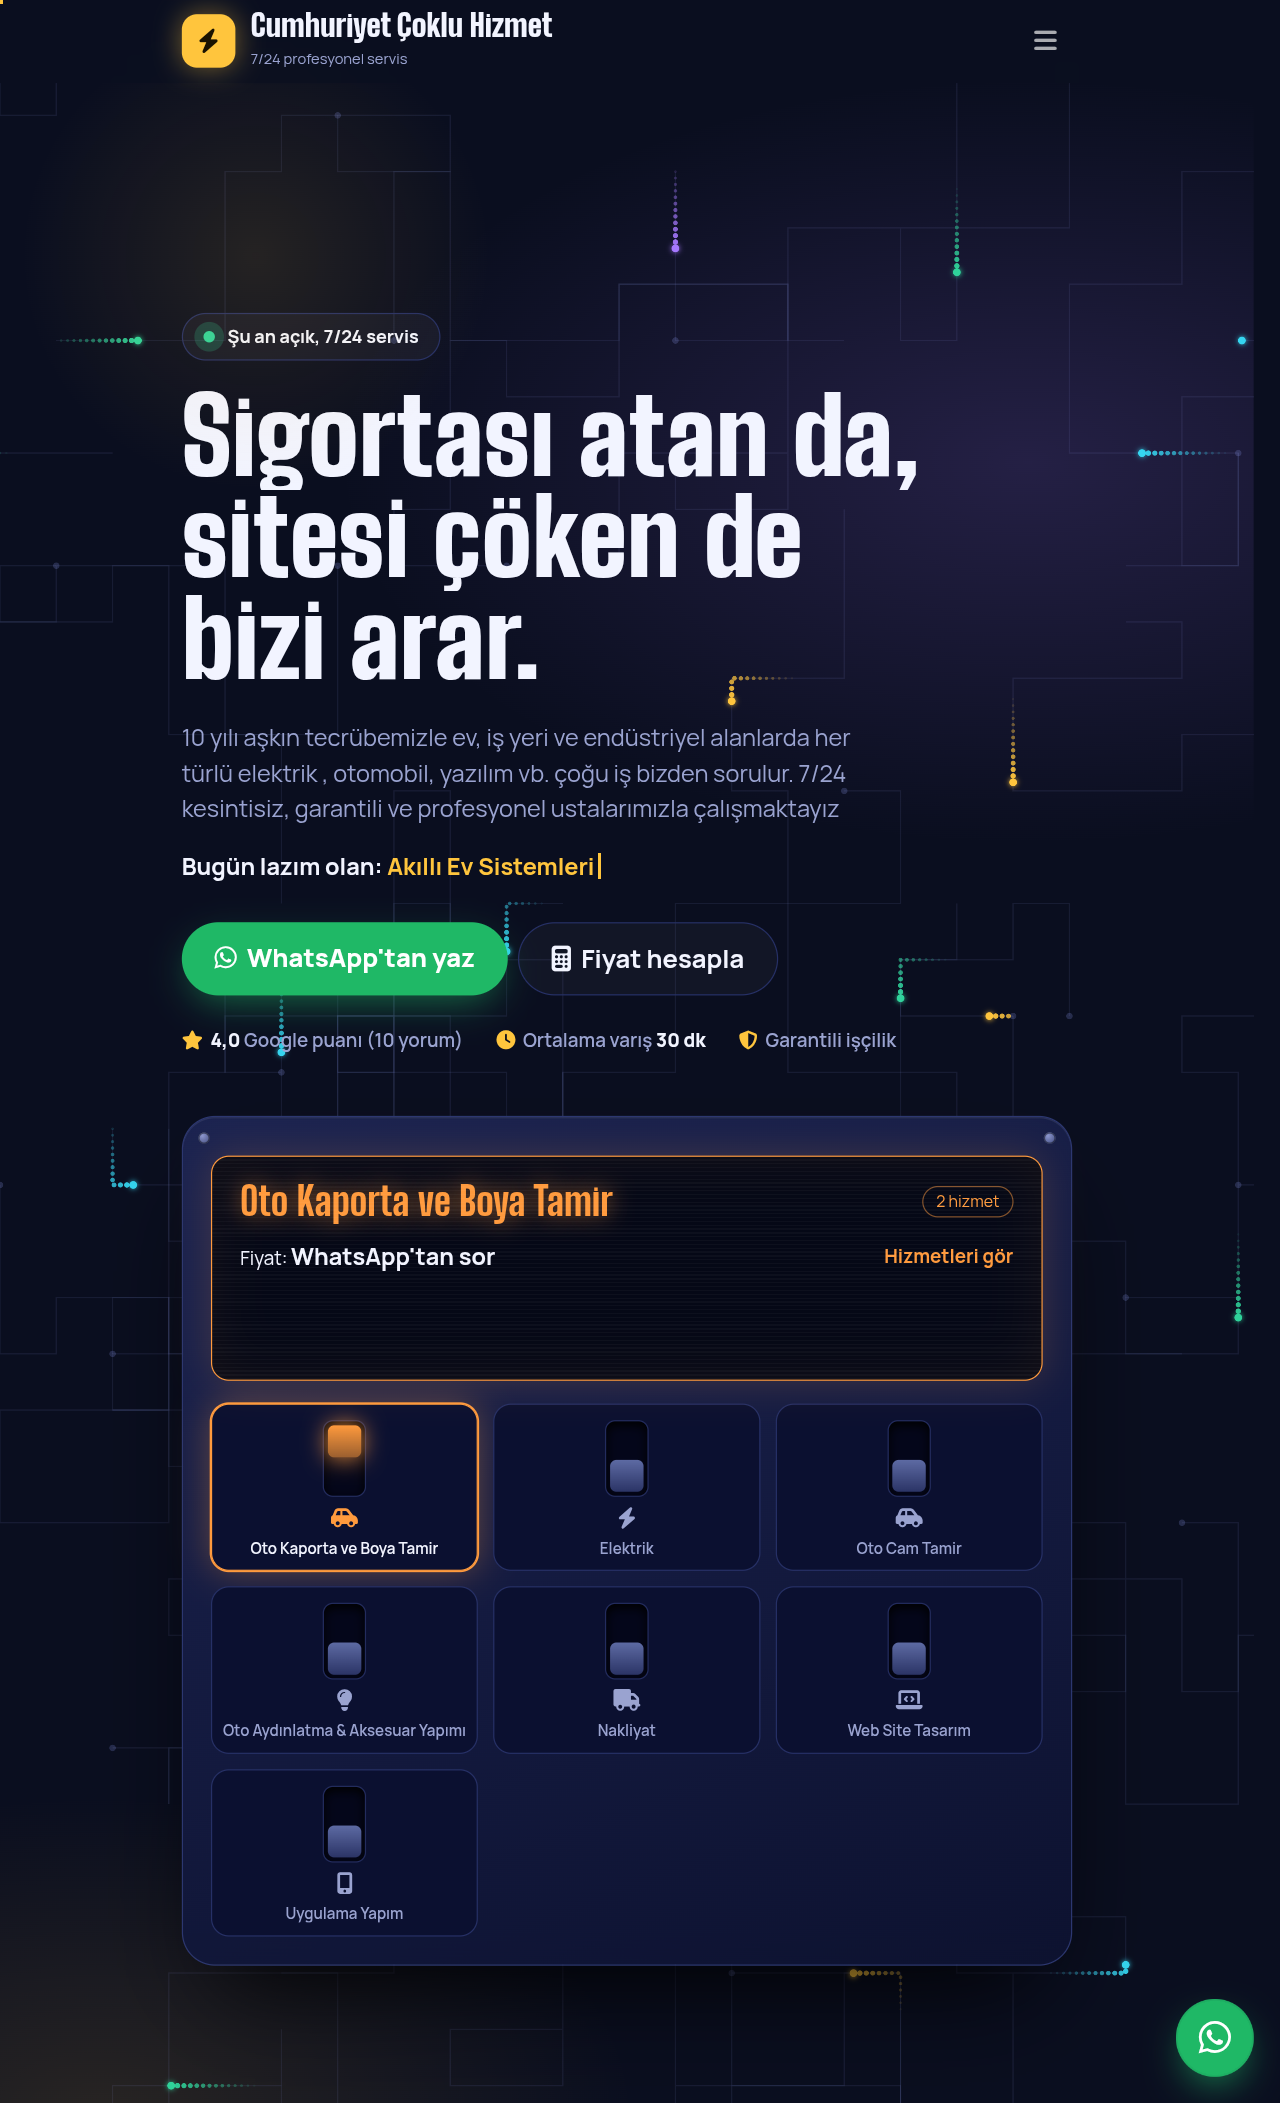 Cumhuriyet Çoklu Hizmet
7/24 profesyonel servis
Şu an açık, 7/24 servis
Sigortası atan da,
sitesi çöken de
bizi arar.
10 yılı aşkın tecrübemizle ev, iş yeri ve endüstriyel alanlarda her
türlü elektrik , otomobil, yazılım vb. çoğu iş bizden sorulur. 7/24
kesintisiz, garantili ve profesyonel ustalarımızla çalışmaktayız
Bugün lazım olan: Akıllı Ev Sistemleri
WhatsApp'tan yaz
Fiyat hesapla
4,0 Google puanı (10 yorum)
Ortalama varış 30 dk
Garantili işçilik
Oto Kaporta ve Boya Tamir
2 hizmet
Fiyat: WhatsApp'tan sor
Hizmetleri gör
Oto Kaporta ve Boya Tamir
Elektrik
Oto Cam Tamir
Oto Aydınlatma & Aksesuar Yapımı
Nakliyat
Web Site Tasarım
Uygulama Yapım